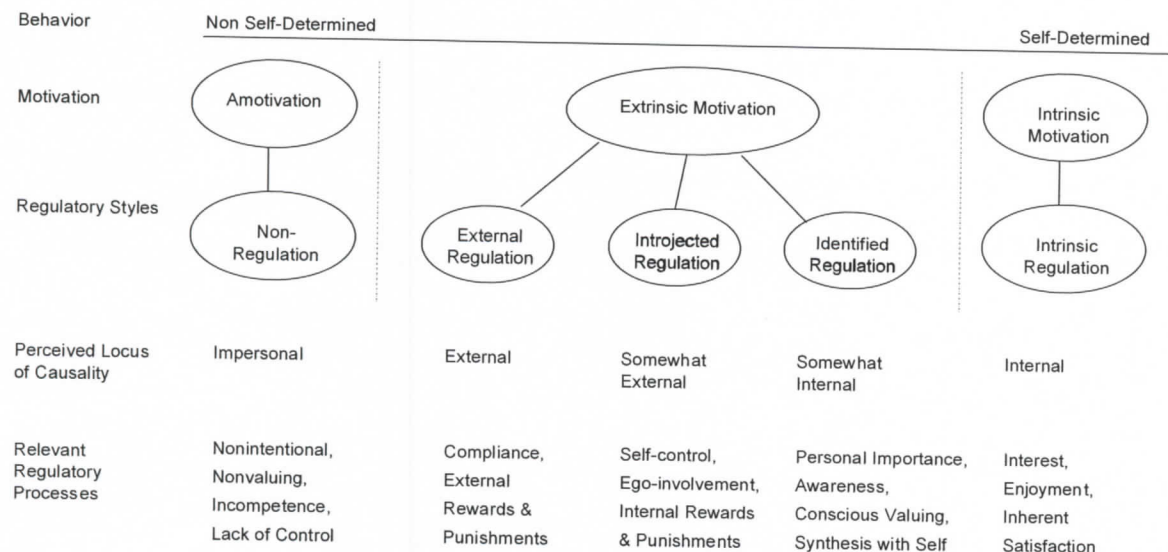 Behavior
Non Self-Determined
Self-Determined
Motivation
Amotivation
Extrinsic Motivation
Intrinsic
Motivation
Regulatory Styles
Non-
Regulation
External
Regulation
Introjected
Regulation
Identified
Regulation
Intrinsic
Regulation
Perceived Locus
of Causality
Impersonal
External
Somewhat
External
Somewhat
Internal
Internal
Relevant
Regulatory
Processes
Nonintentional,
Nonvaluing,
Incompetence,
Lack of Control
Compliance,
External
Rewards &
Punishments
Self-control,
Ego-involvement,
Internal Rewards
& Punishments
Personal Importance,
Awareness,
Conscious Valuing,
Synthesis with Self
Interest,
Enjoyment,
Inherent
Satisfaction